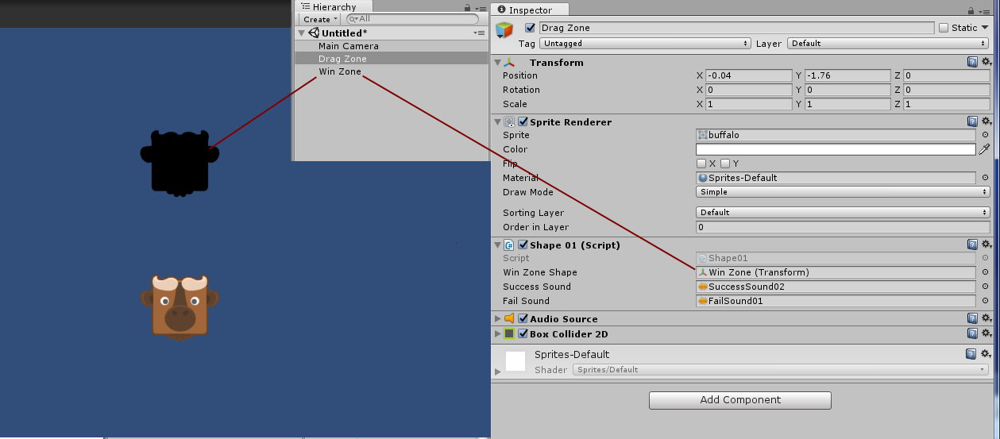 Hierarchy
Create All
Untitled*
Main Camera
Drag Zone
Win Zone
Inspector
Drag Zone Static
Tag Untagged Layer Default
Transform
Position X -0.04 Y -1.76 Z 0
Rotation X 0 Y 0 Z 0
Scale X 1 Y 1 Z 1
Sprite Renderer
Sprite buffalo
Color
Flip X Y
Material Sprites-Default
Draw Mode Simple
Sorting Layer Default
Order in Layer 0
Shape 01 (Script)
Script Shape01
Win Zone Shape Win Zone (Transform)
Success Sound SuccessSound02
Fail Sound FailSound01
Audio Source
Box Collider 2D
Sprites-Default
Shader Sprites/Default
Add Component